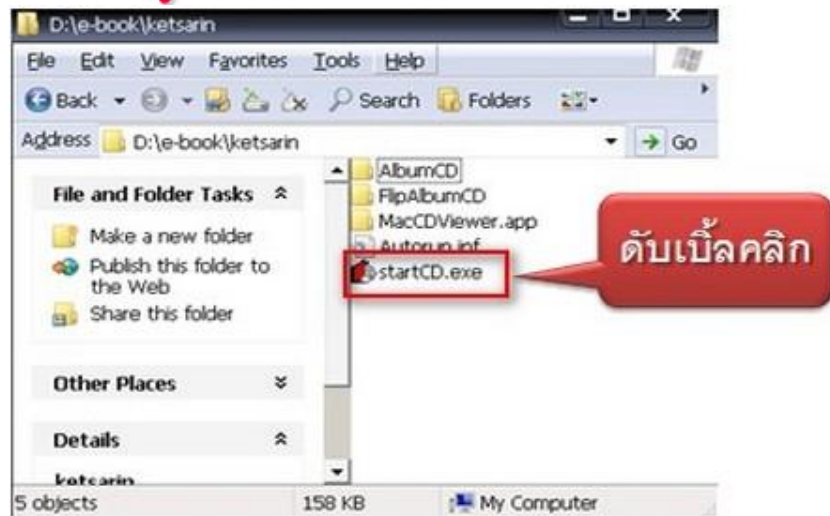 D:\e-book\ketsarin
File Edit View Favorites Tools Help
Back Search Folders
Address D:\e-book\ketsarin Go
File and Folder Tasks
Make a new folder
Publish this folder to
the Web
Share this folder
Other Places
Details
ketsarin
AlbumCD
FlipAlbumCD
MacCDViewer.app
Autorun.inf
startCD.exe
ดับเบิ้ลคลิก
5 objects 158 KB My Computer